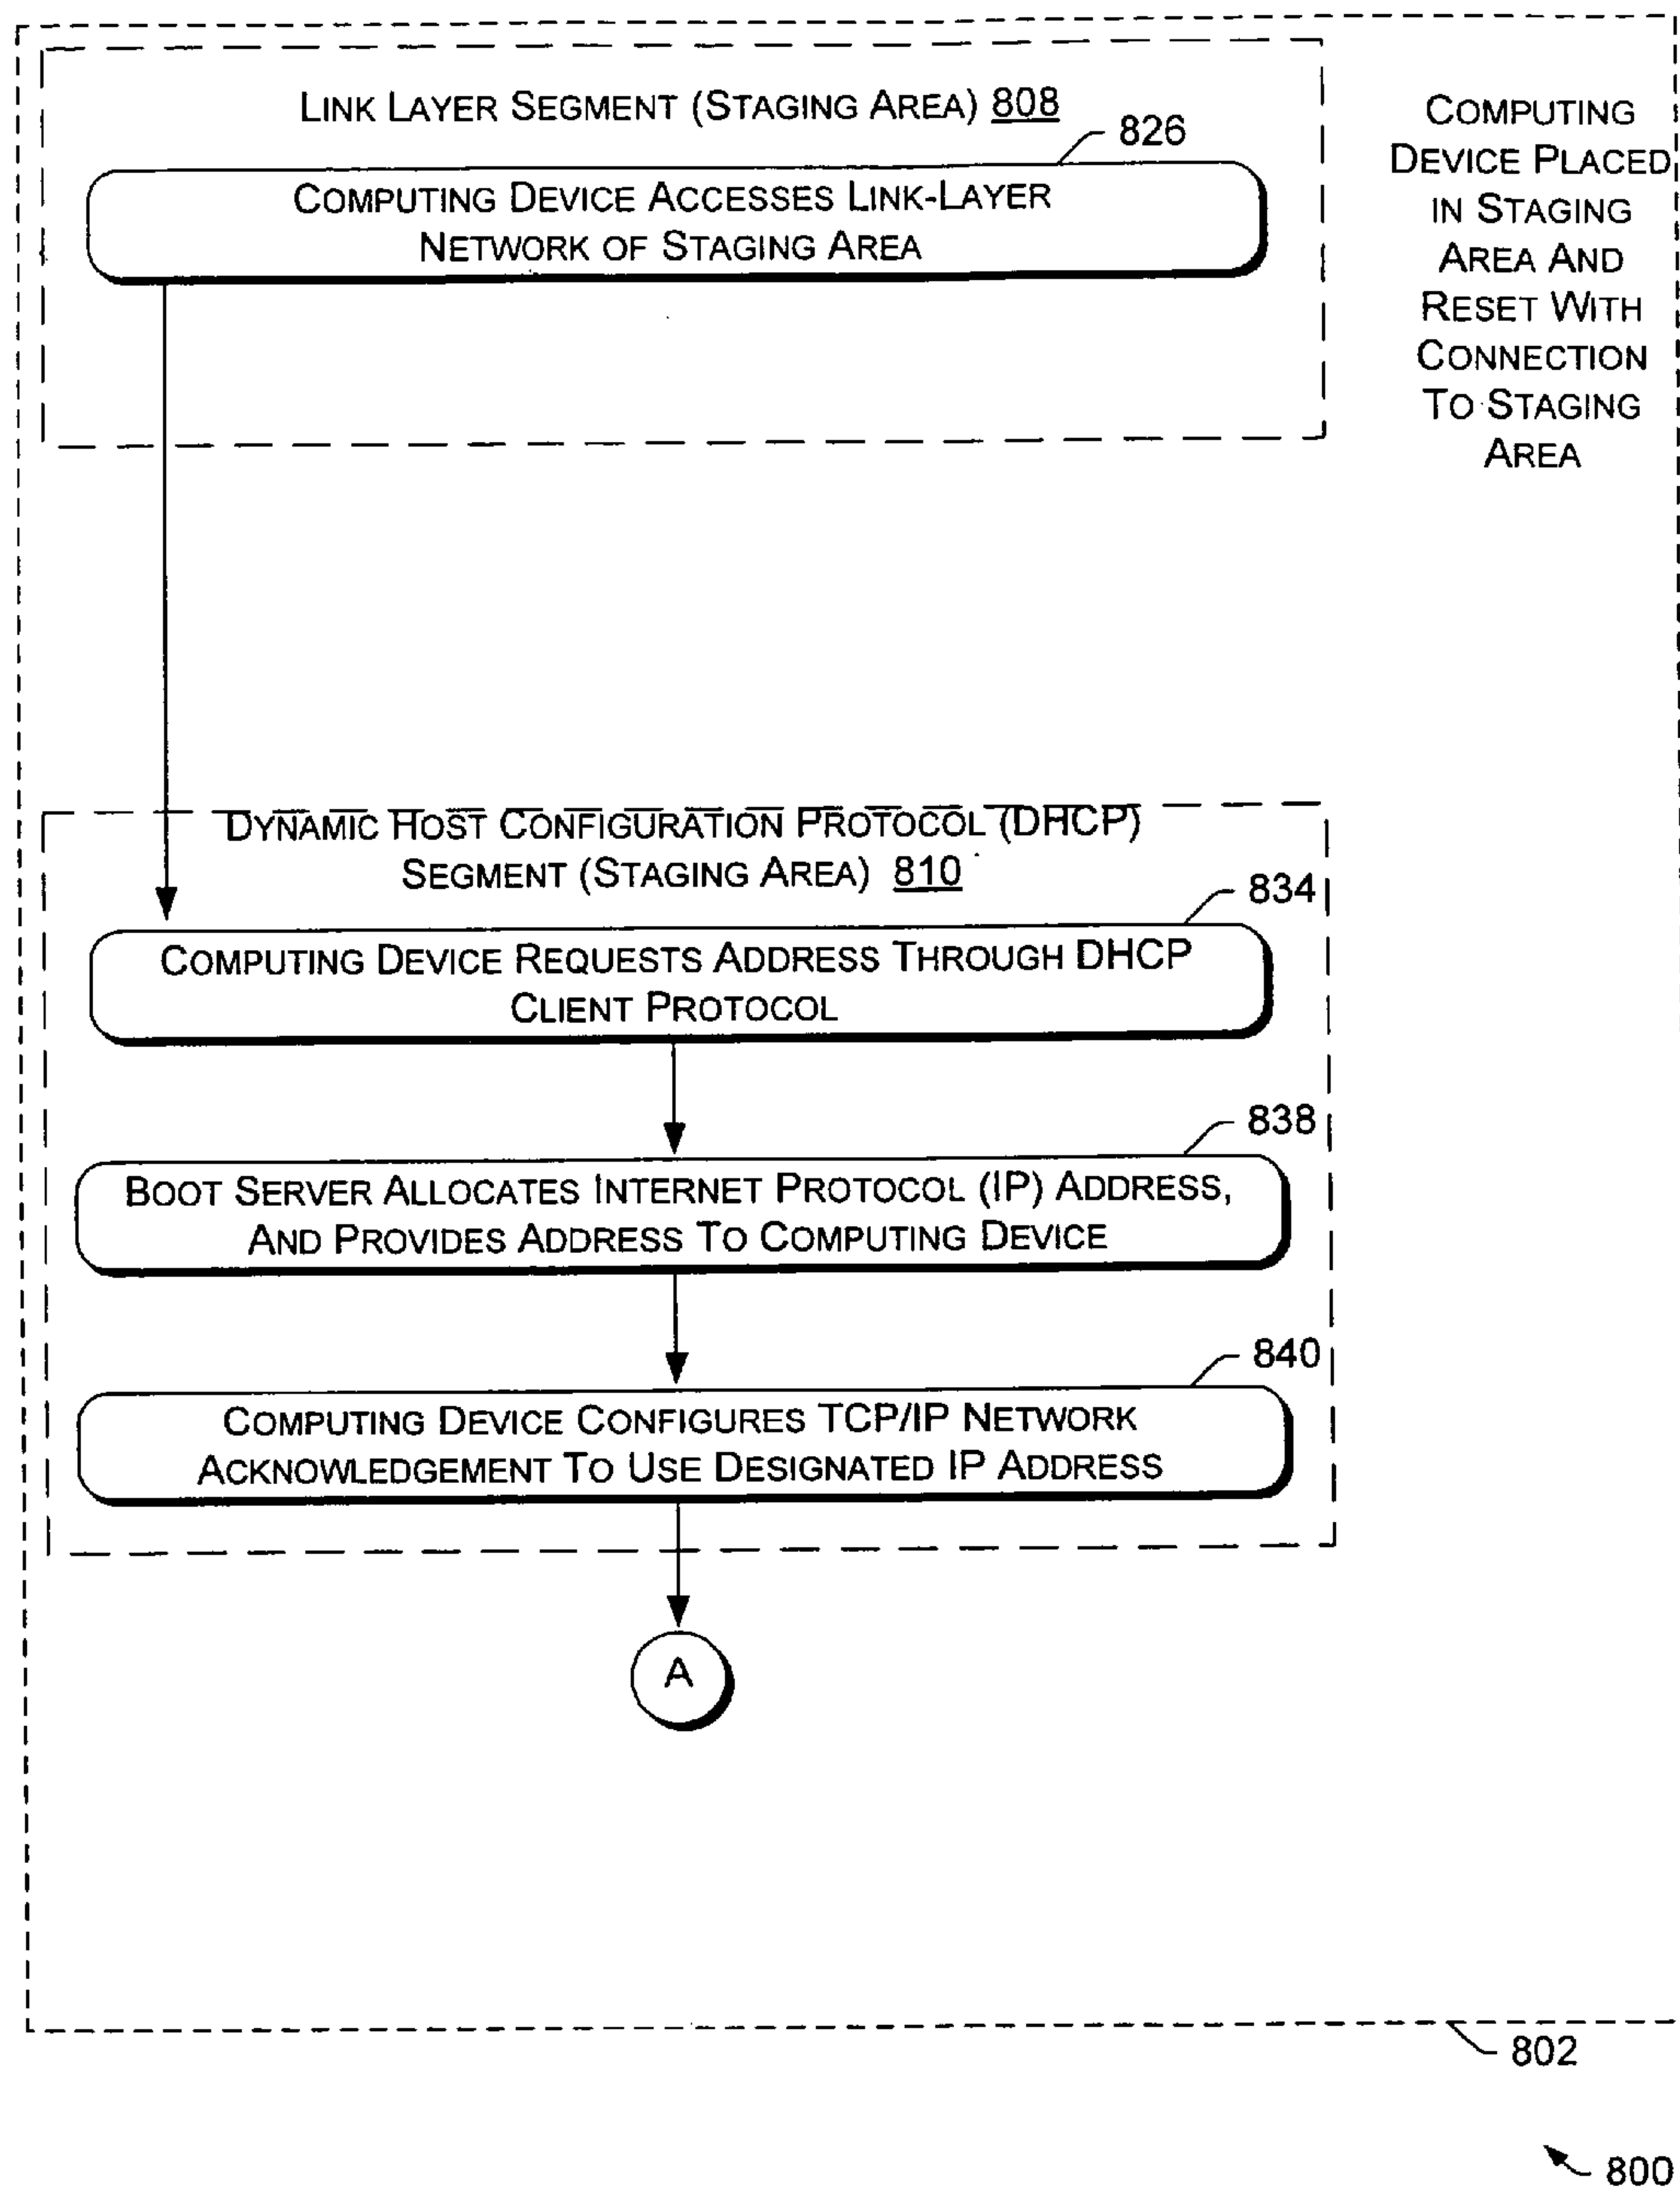 LINK LAYER SEGMENT (STAGING AREA) 808
826
COMPUTING DEVICE ACCESSES LINK-LAYER
NETWORK OF STAGING AREA
COMPUTING
DEVICE PLACED
IN STAGING
AREA AND
RESET WITH
CONNECTION
TO STAGING
AREA
DYNAMIC HOST CONFIGURATION PROTOCOL (DHCP)
SEGMENT (STAGING AREA) 810
834
COMPUTING DEVICE REQUESTS ADDRESS THROUGH DHCP
CLIENT PROTOCOL
838
BOOT SERVER ALLOCATES INTERNET PROTOCOL (IP) ADDRESS,
AND PROVIDES ADDRESS TO COMPUTING DEVICE
840
COMPUTING DEVICE CONFIGURES TCP/IP NETWORK
ACKNOWLEDGEMENT TO USE DESIGNATED IP ADDRESS
A
802
800